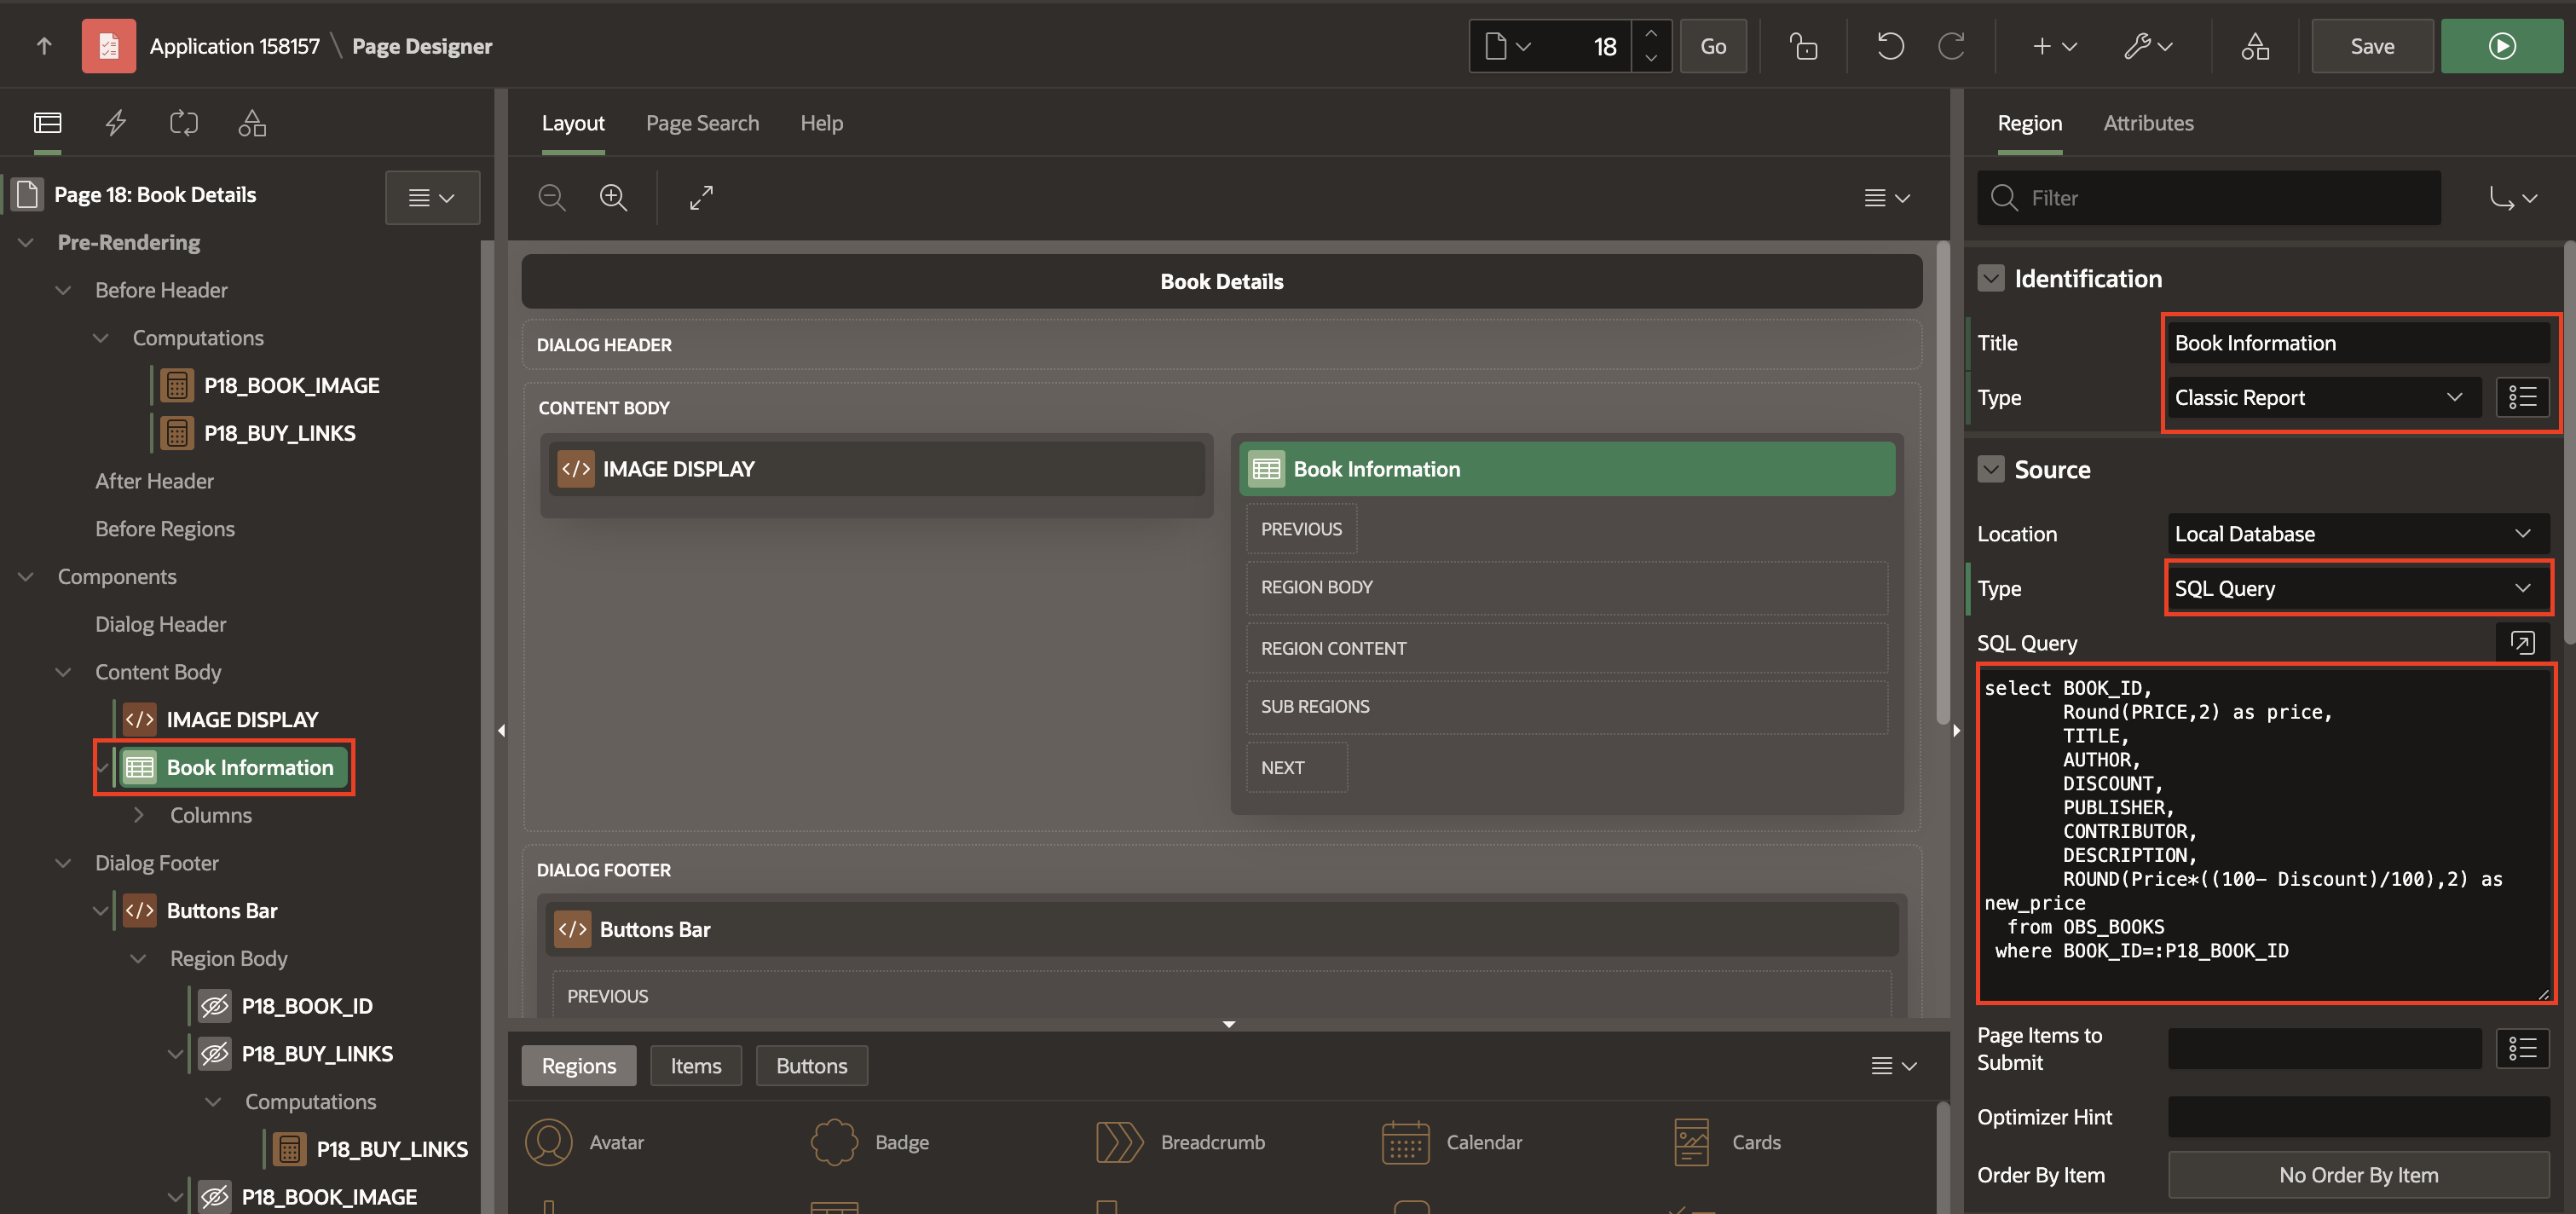 Application 158157 \ Page Designer
18
Go
Save
Page 18: Book Details
Pre-Rendering
Before Header
Computations
P18_BOOK_IMAGE
P18_BUY_LINKS
After Header
Before Regions
Components
Dialog Header
Content Body
IMAGE DISPLAY
Book Information
Columns
Dialog Footer
Buttons Bar
Region Body
P18_BOOK_ID
P18_BUY_LINKS
Computations
P18_BUY_LINKS
P18_BOOK_IMAGE
Layout
Page Search
Help
Book Details
DIALOG HEADER
CONTENT BODY
IMAGE DISPLAY
Book Information
PREVIOUS
REGION BODY
REGION CONTENT
SUB REGIONS
NEXT
DIALOG FOOTER
Buttons Bar
PREVIOUS
Regions
Items
Buttons
Avatar
Badge
Breadcrumb
Calendar
Cards
Region
Attributes
Filter
Identification
Title
Book Information
Type
Classic Report
Source
Location
Local Database
Type
SQL Query
SQL Query
select BOOK_ID,
Round(PRICE,2) as price,
TITLE,
AUTHOR,
DISCOUNT,
PUBLISHER,
CONTRIBUTOR,
DESCRIPTION,
ROUND(Price*((100- Discount)/100),2) as
new_price
from OBS_BOOKS
where BOOK_ID=:P18_BOOK_ID
Page Items to
Submit
Optimizer Hint
Order By Item
No Order By Item